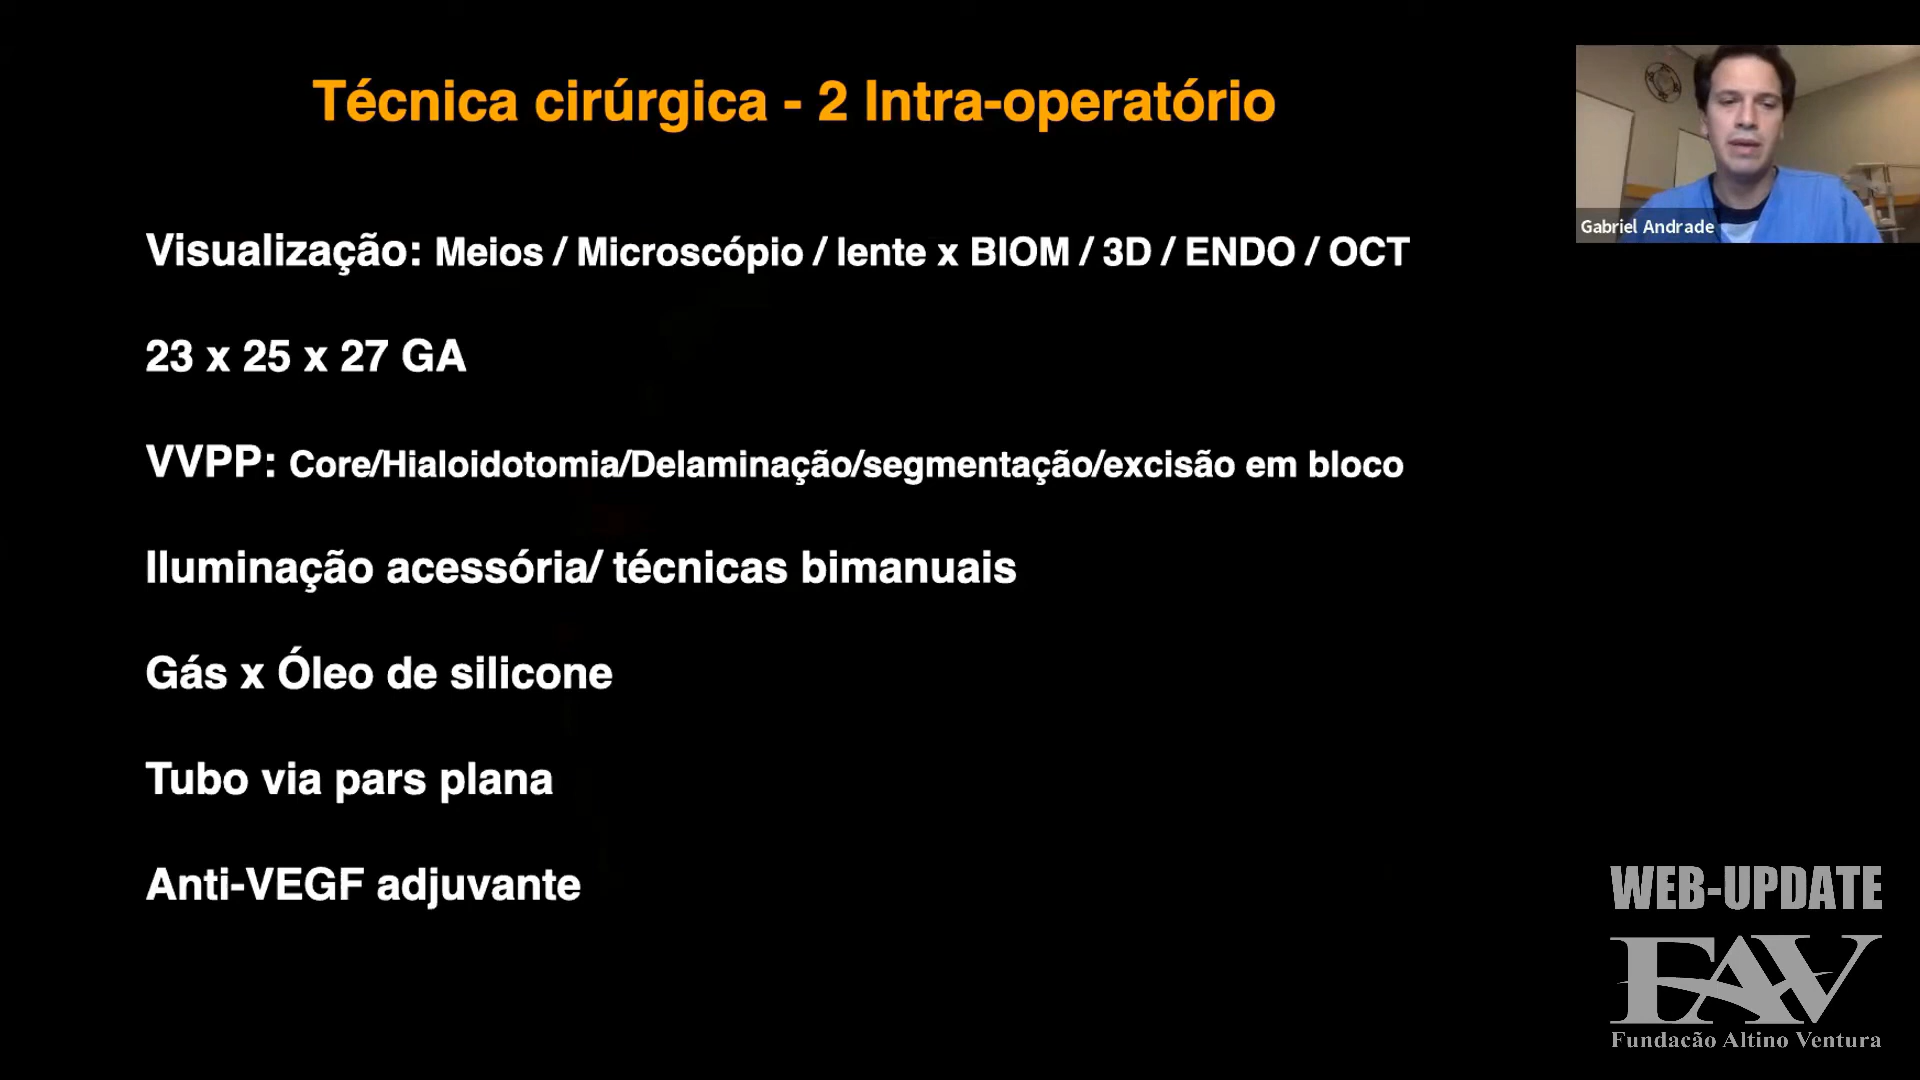 Técnica cirúrgica - 2 Intra-operatório
Gabriel Andrade
Visualização: Meios / Microscópio / lente x BIOM / 3D / ENDO / OCT
23 x 25 x 27 GA
VVPP: Core/Hialoidotomia/Delaminação/segmentação/excisão em bloco
Iluminação acessória/ técnicas bimanuais
Gás x Óleo de silicone
Tubo via pars plana
Anti-VEGF adjuvante
WEB-UPDATE
FAV
Fundacão Altino Ventura